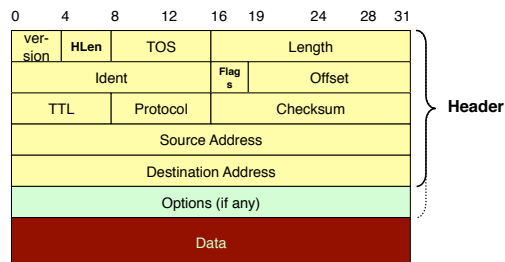 0 4 8 12 16 19 24 28 31
ver-
sion HLen TOS Length
Ident Flag
s Offset
TTL Protocol Checksum
Header
Source Address
Destination Address
Options (if any)
Data